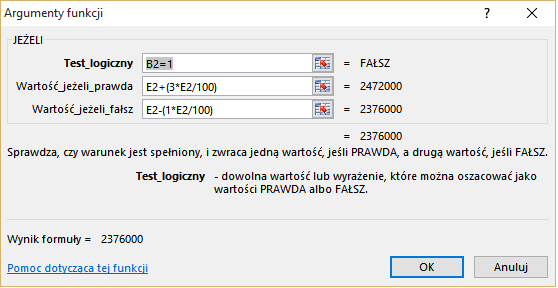 Argumenty funkcji ? ×
JEŻELI
Test_logiczny B2=1 = FAŁSZ
Wartość_jeżeli_prawda E2+(3*E2/100) = 2472000
Wartość_jeżeli_fałsz E2-(1*E2/100) = 2376000
= 2376000
Sprawdza, czy warunek jest spełniony, i zwraca jedną wartość, jeśli PRAWDA, a drugą wartość, jeśli FAŁSZ.
Test_logiczny - dowolna wartość lub wyrażenie, które można oszacować jako
wartości PRAWDA albo FAŁSZ.
Wynik formuły = 2376000
Pomoc dotycząca tej funkcji OK Anuluj